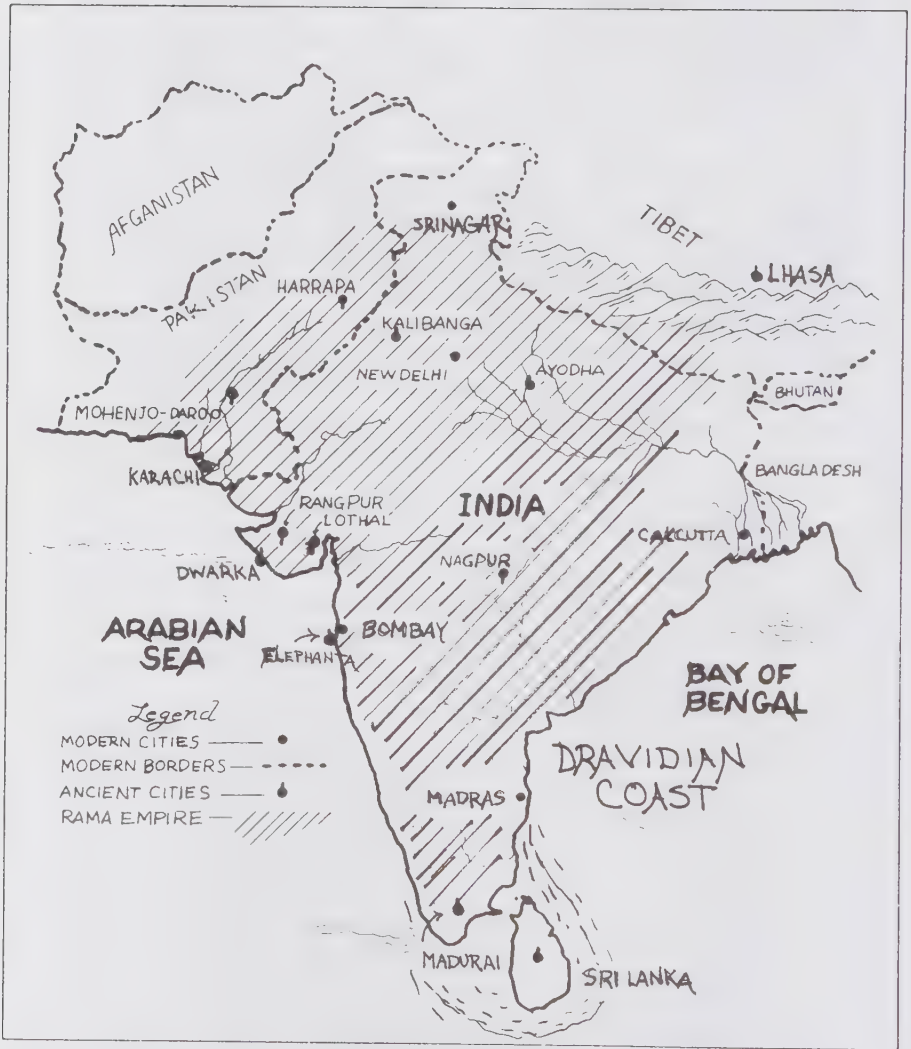 AFGANISTAN
PAKISTAN
TIBET
SRINAGAR
LHASA
HARRAPA
KALIBANGA
NEW DELHI
AYODHA
BHUTAN
MOHENJO-DAROO
KARACHI
BANGLADESH
RANGPUR
LOTHAL
INDIA
CALCUTTA
DWARKA
NAGPUR
ARABIAN
SEA
BOMBAY
ELEPHANTA
BAY OF
BENGAL
Legend
MODERN CITIES
MODERN BORDERS
ANCIENT CITIES
RAMA EMPIRE
DRAVIDIAN
COAST
MADRAS
MADURAI
SRI LANKA